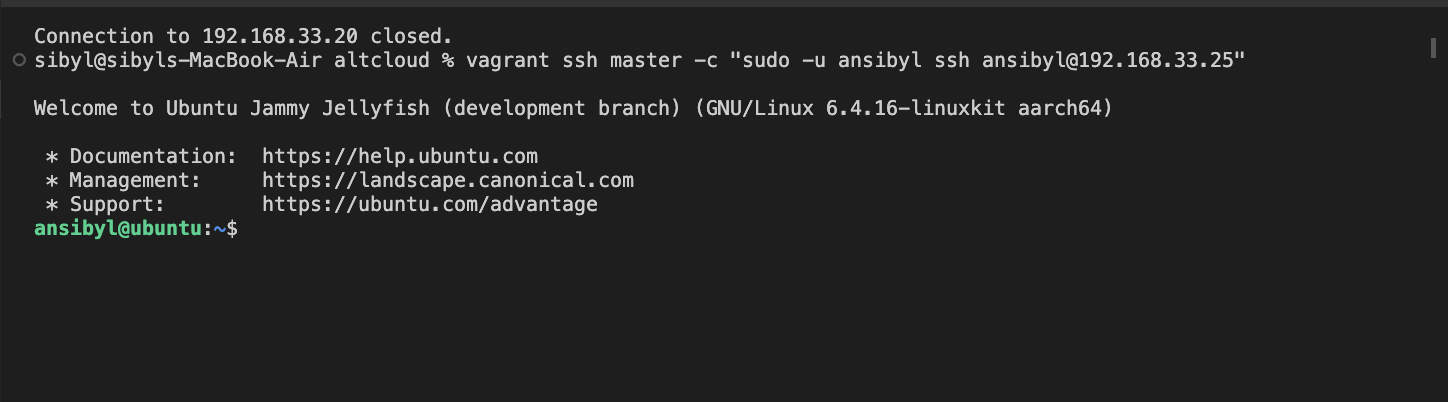 Connection to 192.168.33.20 closed.
sibyl@sibyls-MacBook-Air altcloud % vagrant ssh master -c "sudo -u ansibyl ssh ansibyl@192.168.33.25"
Welcome to Ubuntu Jammy Jellyfish (development branch) (GNU/Linux 6.4.16-linuxkit aarch64)
* Documentation:  https://help.ubuntu.com
* Management:     https://landscape.canonical.com
* Support:        https://ubuntu.com/advantage
ansibyl@ubuntu:~$